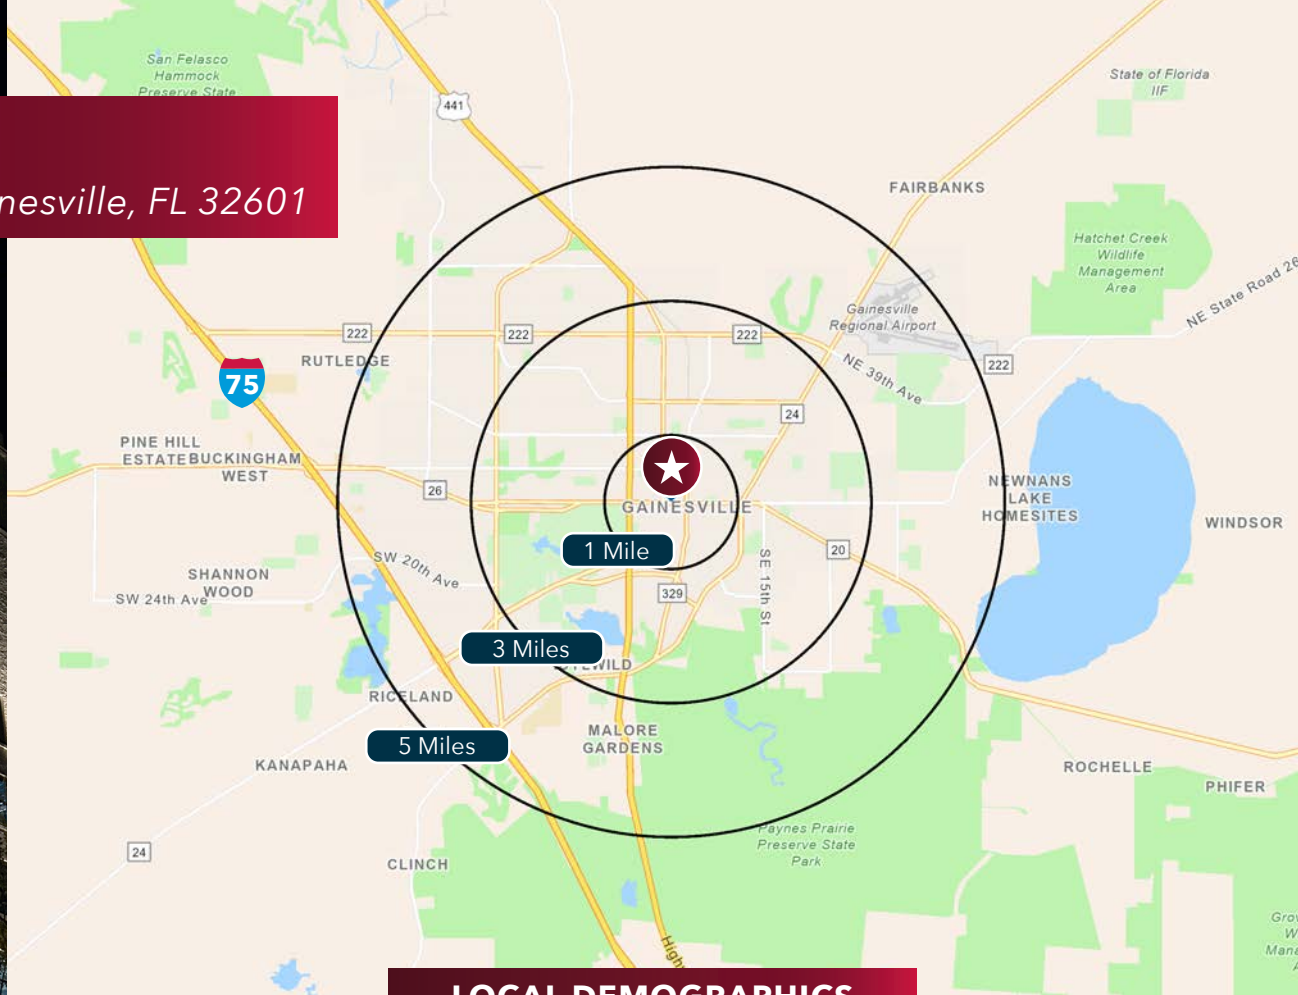 San Felasco
Hammock
Preserve State
State of Florida
IIF
441
nesville, FL 32601
FAIRBANKS
Hatchet Creek
Wildlife
Management
Area
NE State Road 26
Gainesville
Regional Airport
222
222
222
222
RUTLEDGE
NE 39th Ave
75
24
PINE HILL
ESTATE
BUCKINGHAM
WEST
26
NEWNANS
LAKE
HOMESITES
GAINESVILLE
WINDSOR
1 Mile
20
SW 20th Ave
SE 15th St
SHANNON
WOOD
SW 24th Ave
329
3 Miles
RICELAND
5 Miles
MALORE
GARDENS
KANAPAHA
ROCHELLE
PHIFER
Paynes Prairie
Preserve State
Park
24
CLINCH
LOCAL DEMOGRAPHICS